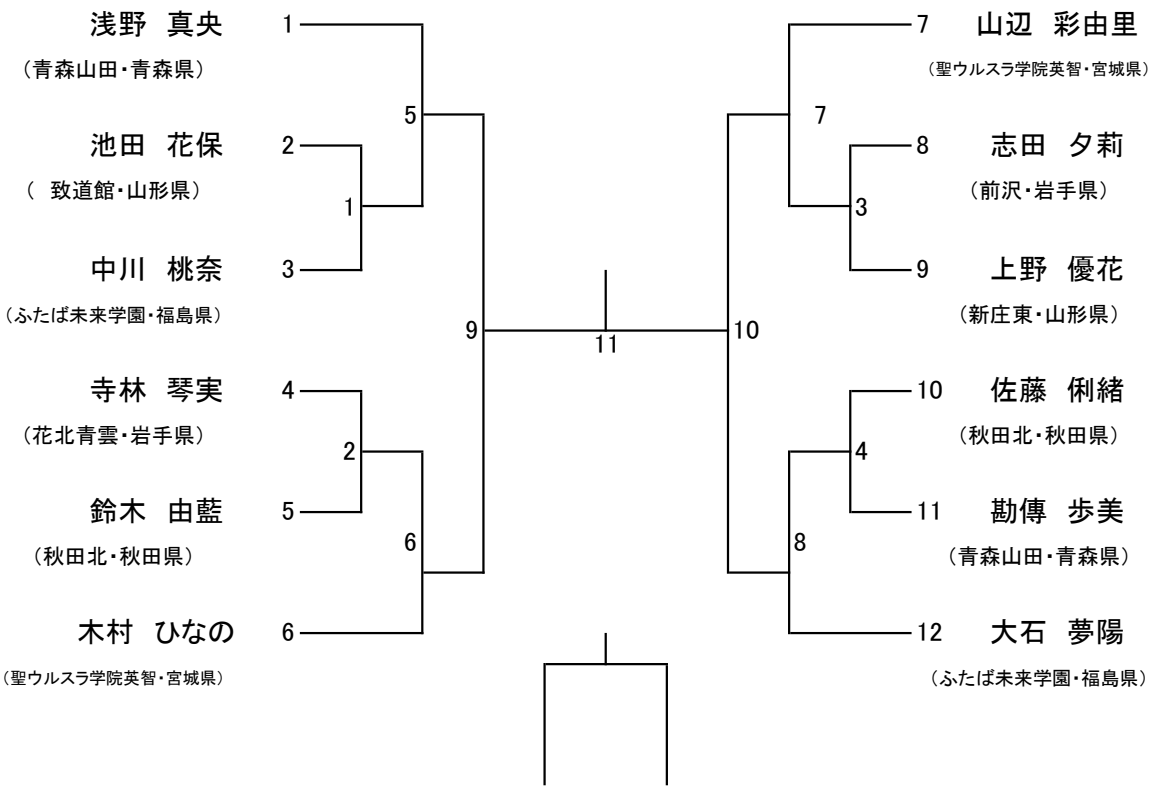 浅野 真央 1
(青森山田・青森県)
5
池田 花保 2
( 致道館・山形県)
1
中川 桃奈 3
(ふたば未来学園・福島県)
9
寺林 琴実 4
(花北青雲・岩手県)
2
鈴木 由藍 5
(秋田北・秋田県)
6
木村 ひなの 6
(聖ウルスラ学院英智・宮城県)
11
7 山辺 彩由里
(聖ウルスラ学院英智・宮城県)
7
8 志田 夕莉
(前沢・岩手県)
3
9 上野 優花
(新庄東・山形県)
10
10 佐藤 俐緒
(秋田北・秋田県)
4
11 勘傳 歩美
(青森山田・青森県)
8
12 大石 夢陽
(ふたば未来学園・福島県)